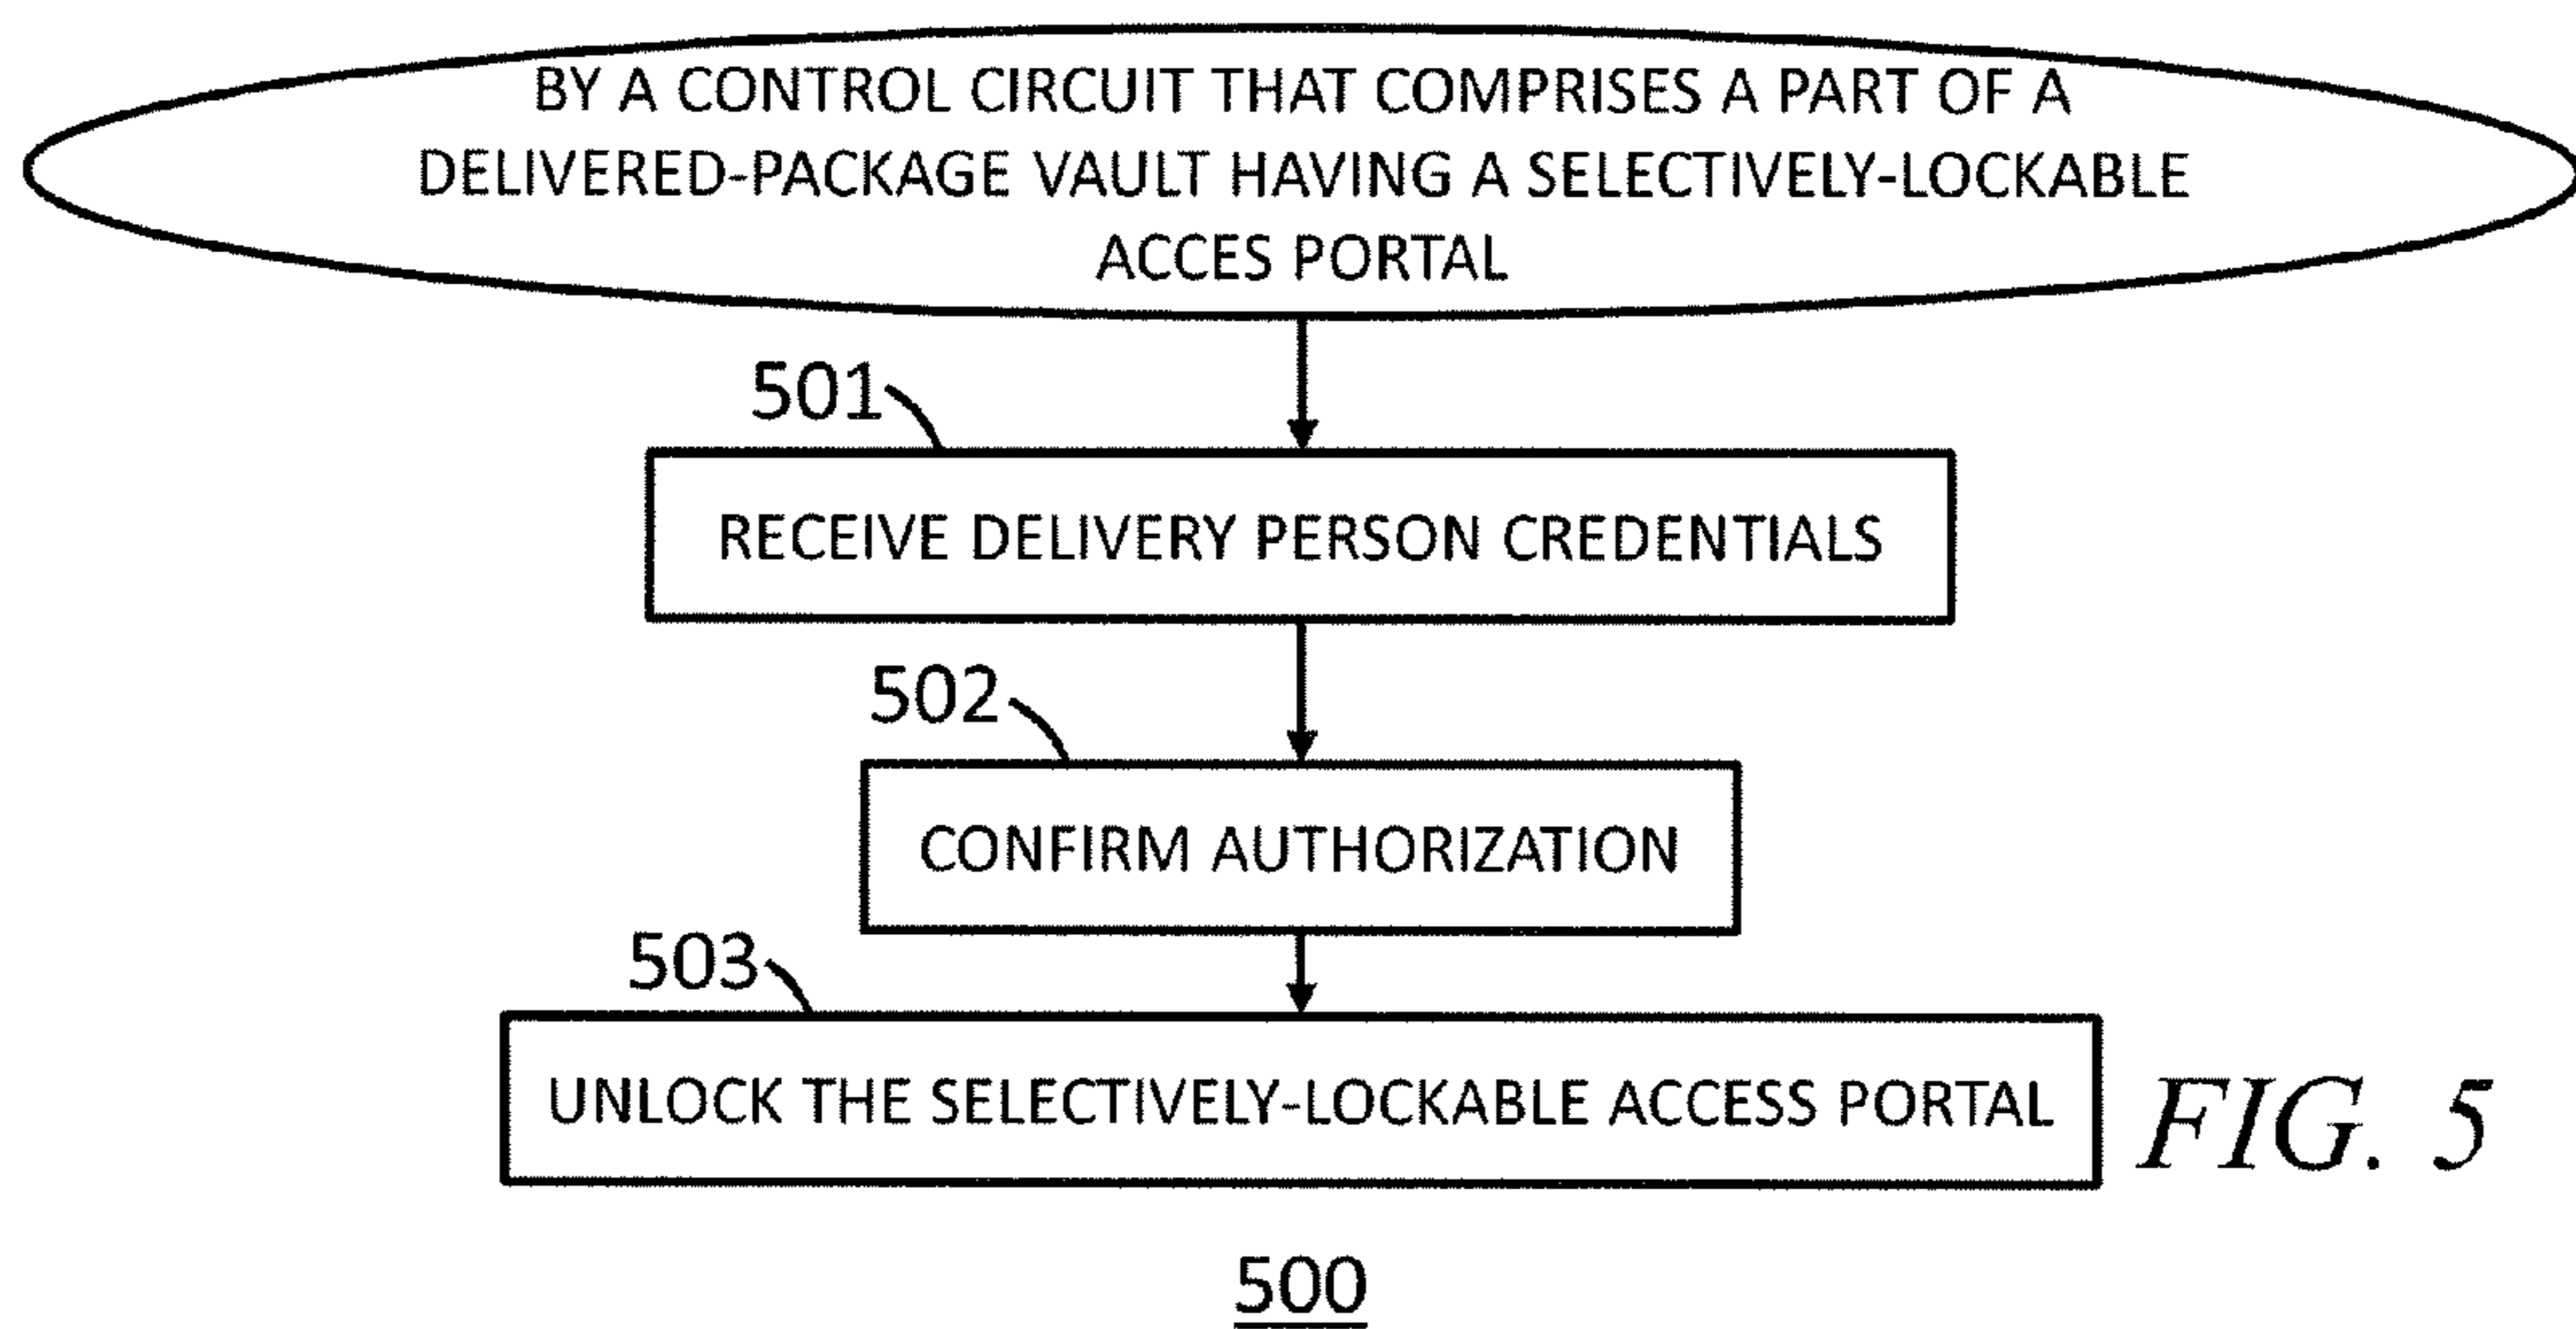 BY A CONTROL CIRCUIT THAT COMPRISES A PART OF A
DELIVERED-PACKAGE VAULT HAVING A SELECTIVELY-LOCKABLE
ACCES PORTAL
501
RECEIVE DELIVERY PERSON CREDENTIALS
502
CONFIRM AUTHORIZATION
503
UNLOCK THE SELECTIVELY-LOCKABLE ACCESS PORTAL
FIG. 5
500